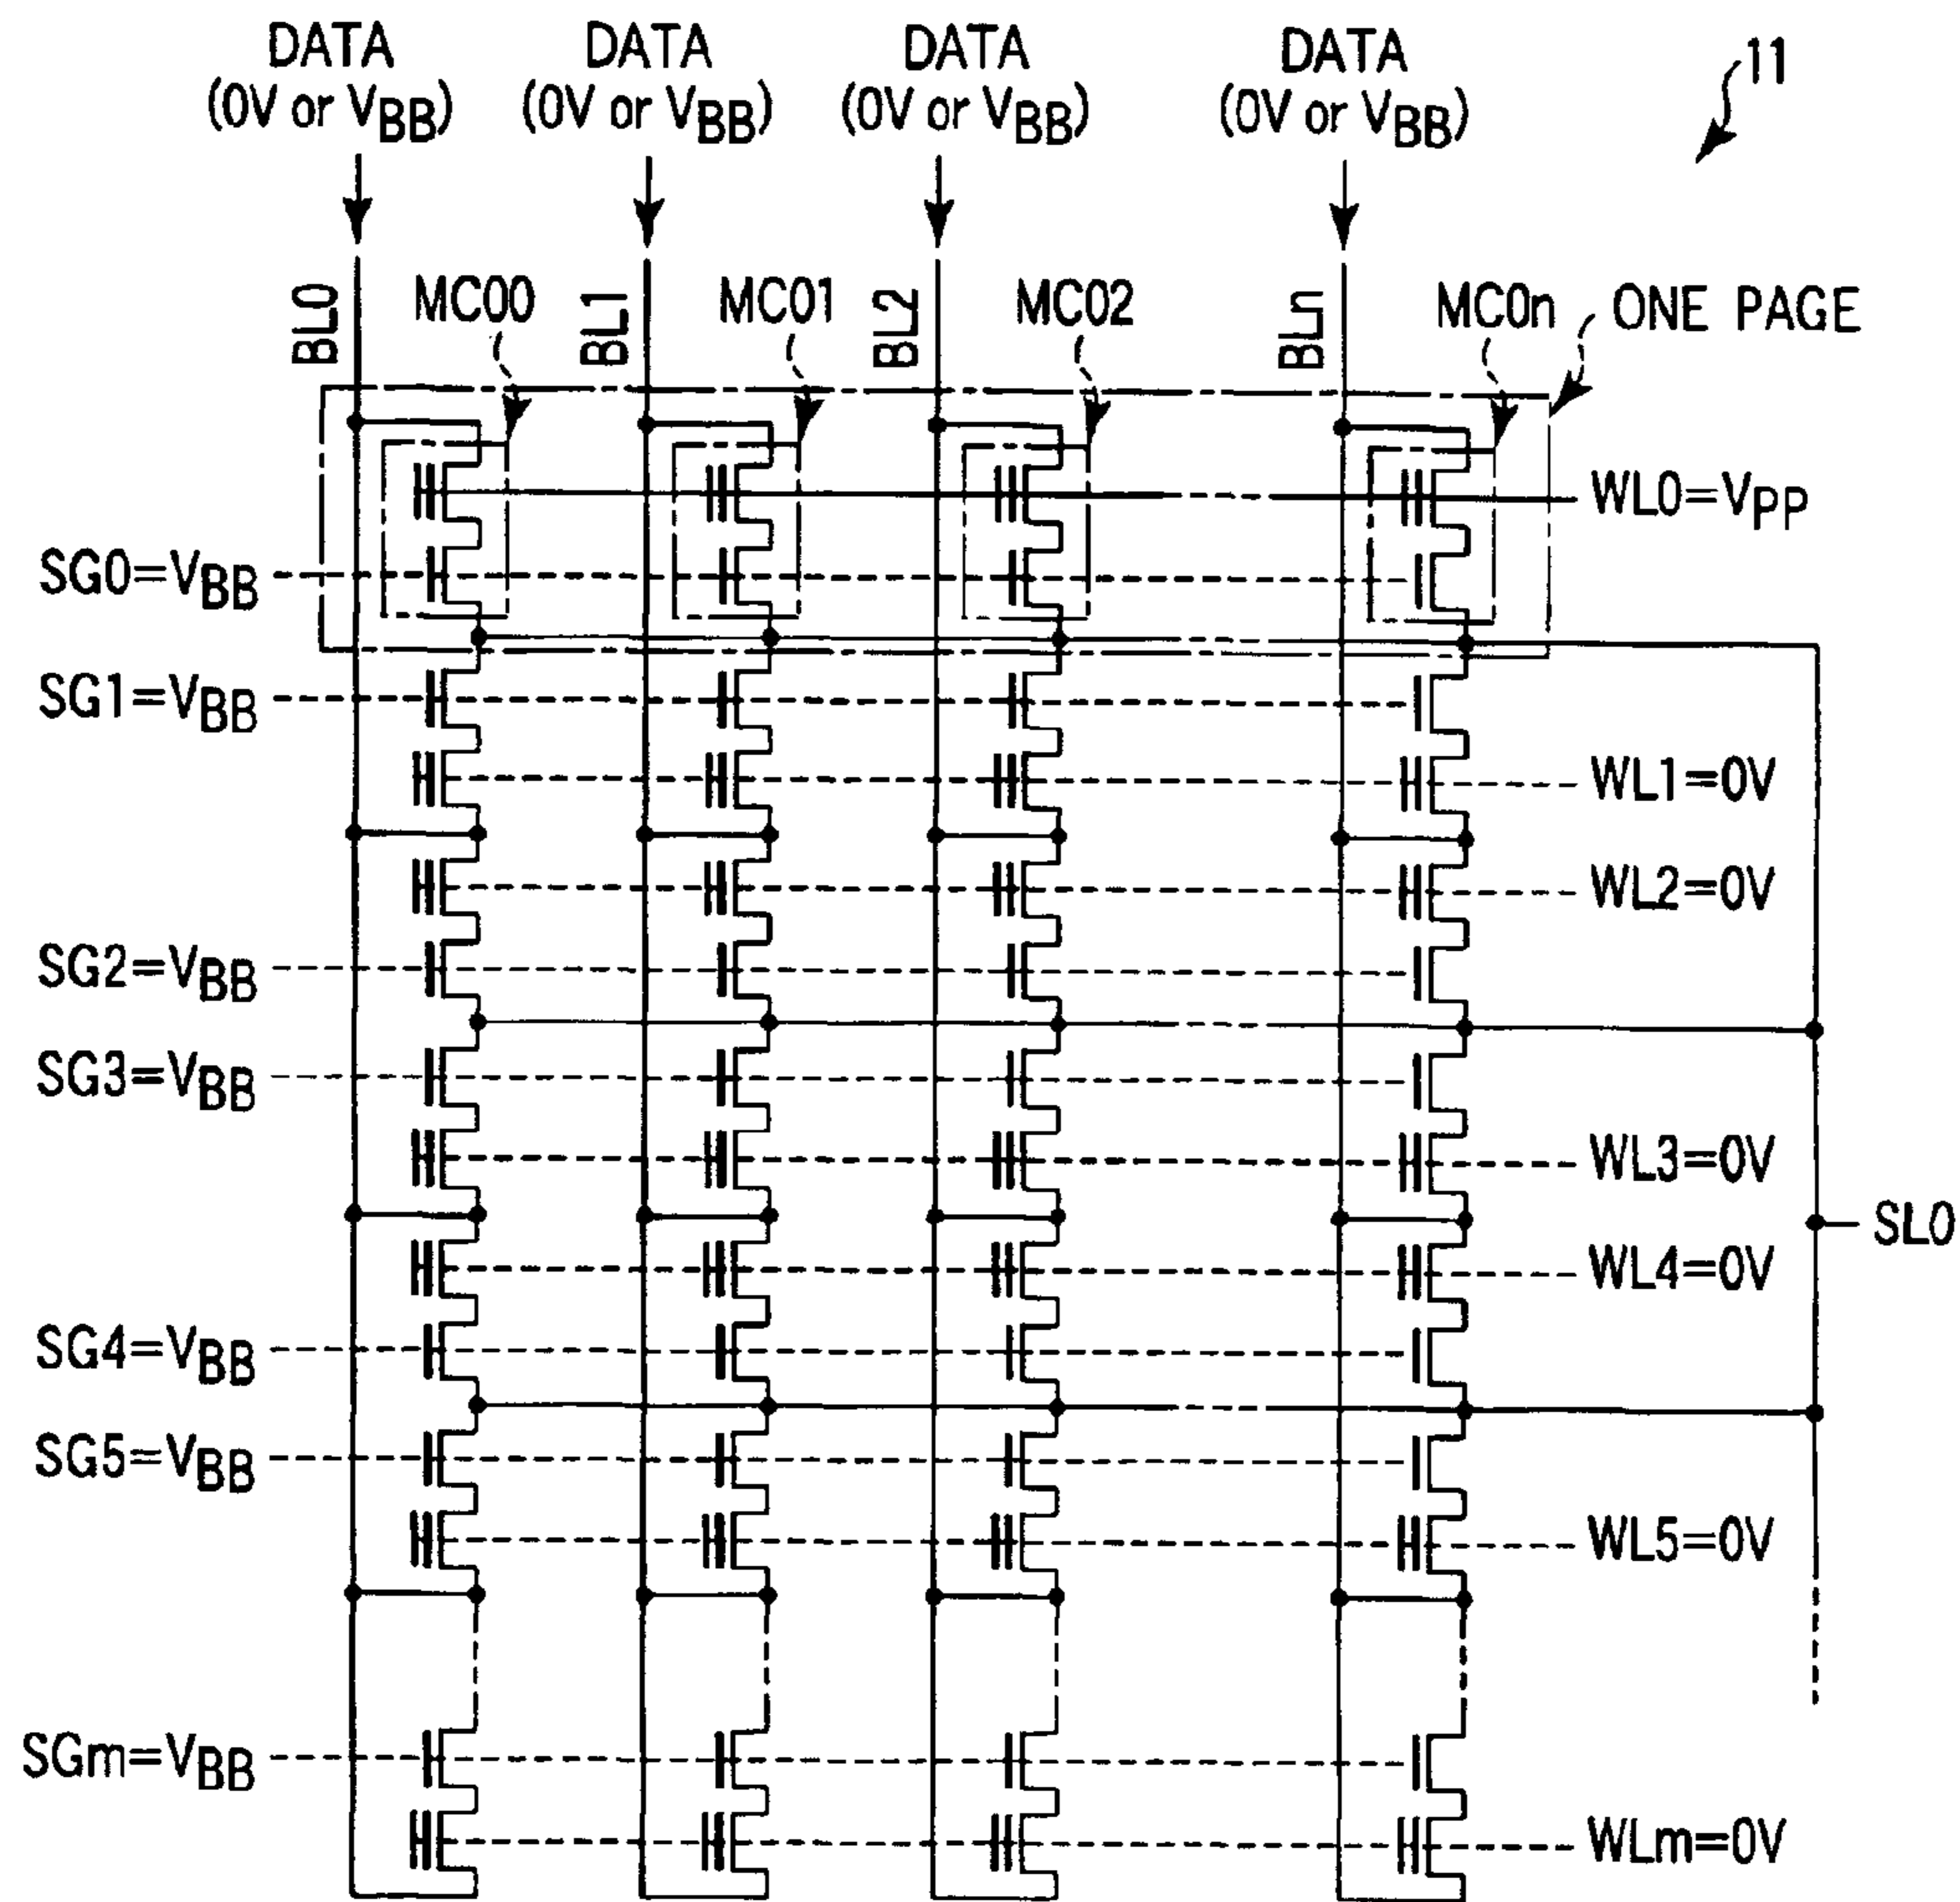 DATA
(0V or VBB)
DATA
(0V or VBB)
DATA
(0V or VBB)
DATA
(0V or VBB)
11
BL0
MC00
BL1
MC01
BL2
MC02
BLn
MC0n
ONE PAGE
WL0=VPP
SG0=VBB
SG1=VBB
WL1=0V
WL2=0V
SG2=VBB
SG3=VBB
WL3=0V
SL0
WL4=0V
SG4=VBB
SG5=VBB
WL5=0V
SGm=VBB
WLm=0V